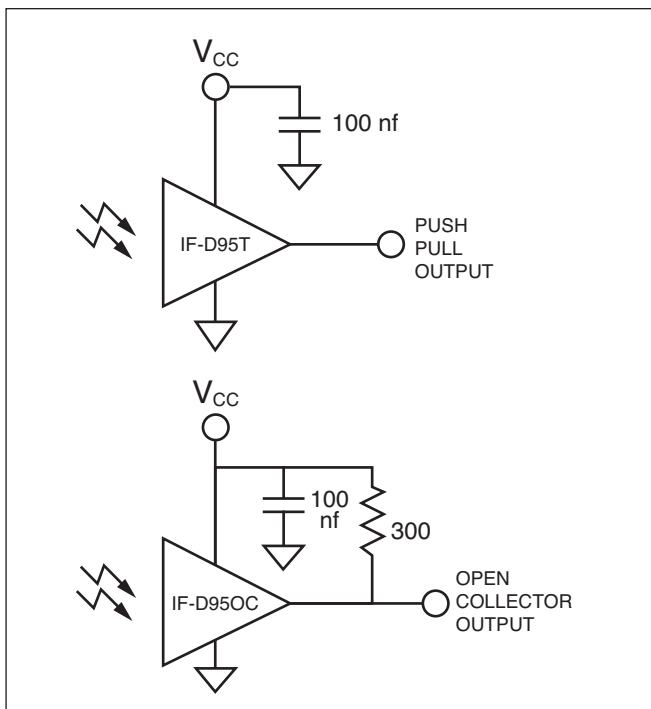 VCC
100 nf
IF-D95T
PUSH
PULL
OUTPUT
VCC
100
nf
300
IF-D95OC
OPEN
COLLECTOR
OUTPUT